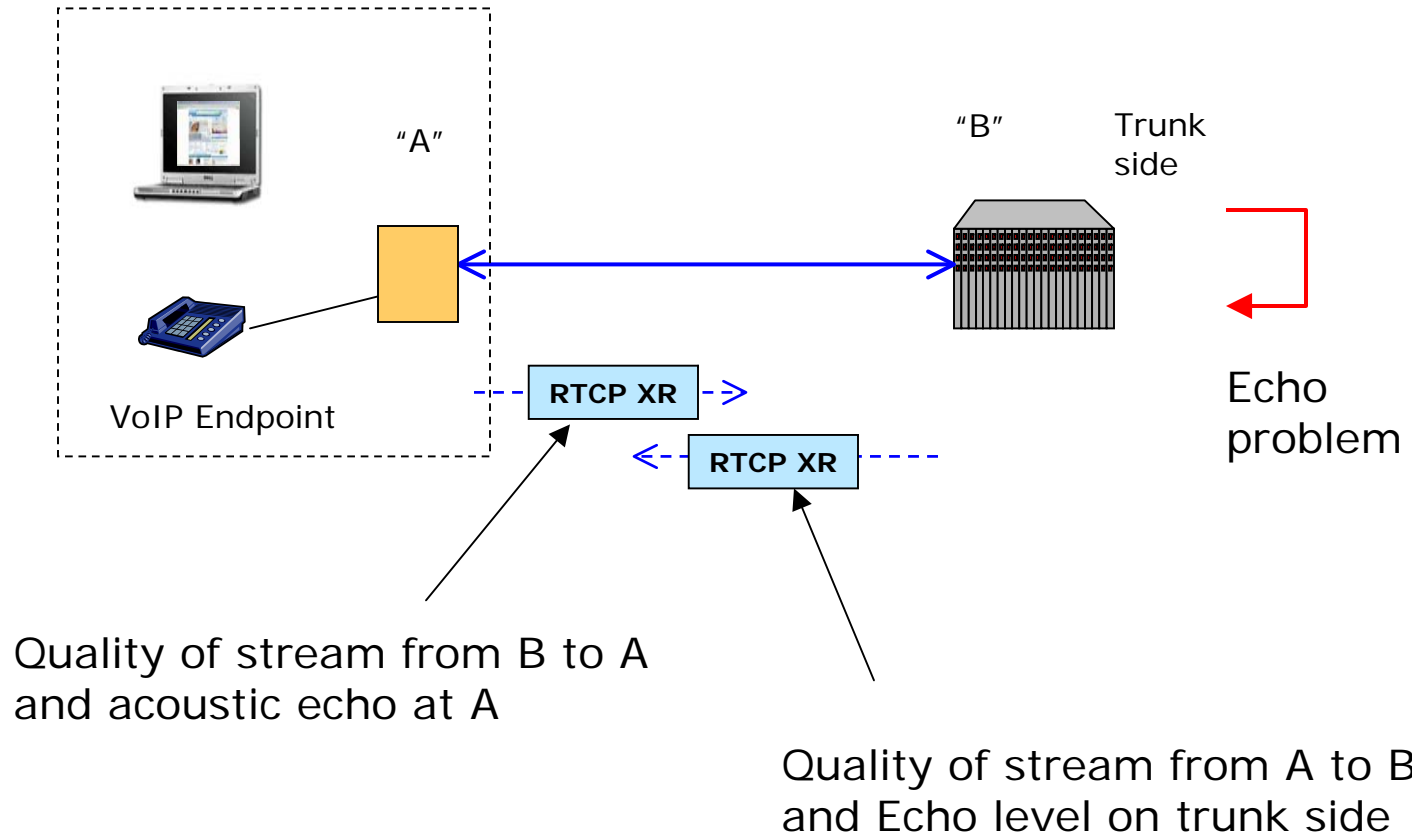 “A”
“B”
Trunk
side
VoIP Endpoint
RTCP XR
RTCP XR
Echo
problem
Quality of stream from B to A
and acoustic echo at A
Quality of stream from A to B
and Echo level on trunk side